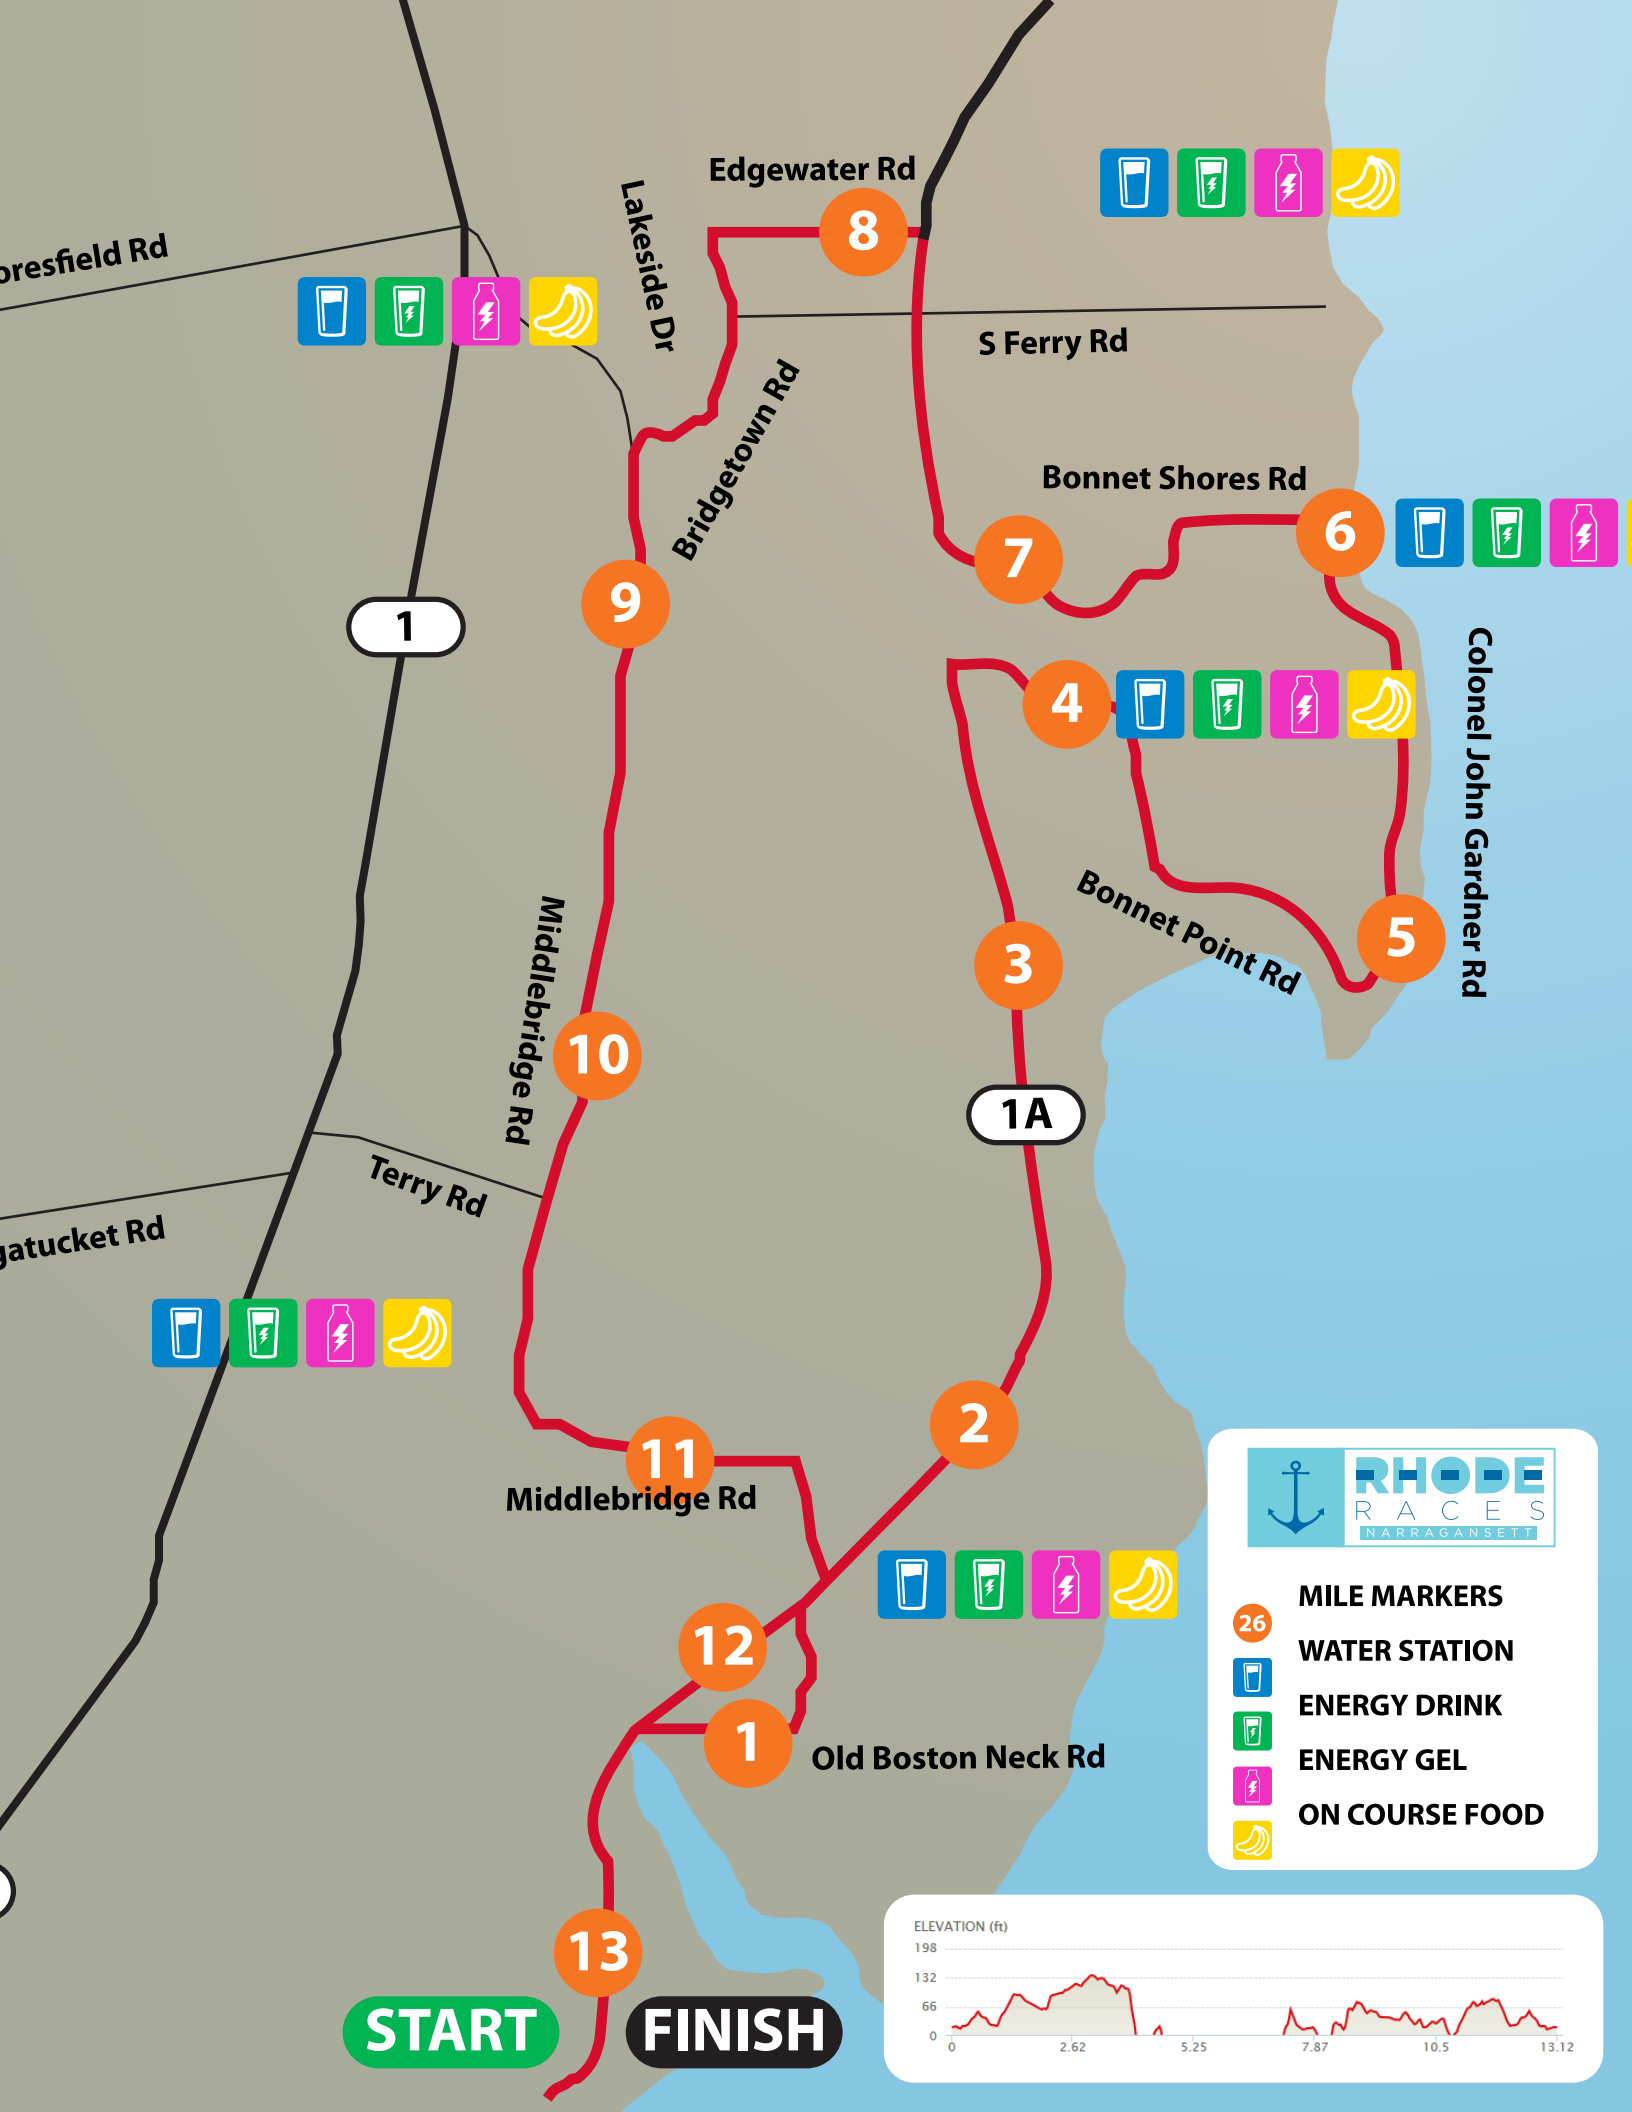 Edgewater Rd
8
Lakeside Dr
oresfield Rd
S Ferry Rd
Bridgetown Rd
Bonnet Shores Rd
6
7
9
1
4
Colonel John Gardner Rd
Bonnet Point Rd
5
3
Middlebridge Rd
10
1A
Terry Rd
gatucket Rd
2
11
Middlebridge Rd
12
1
Old Boston Neck Rd
13
START
FINISH
RHODE
RACES
NARRAGANSETT
MILE MARKERS
26
WATER STATION
ENERGY DRINK
ENERGY GEL
ON COURSE FOOD
ELEVATION (ft)
198
132
66
0
0 2.62 5.25 7.87 10.5 13.12